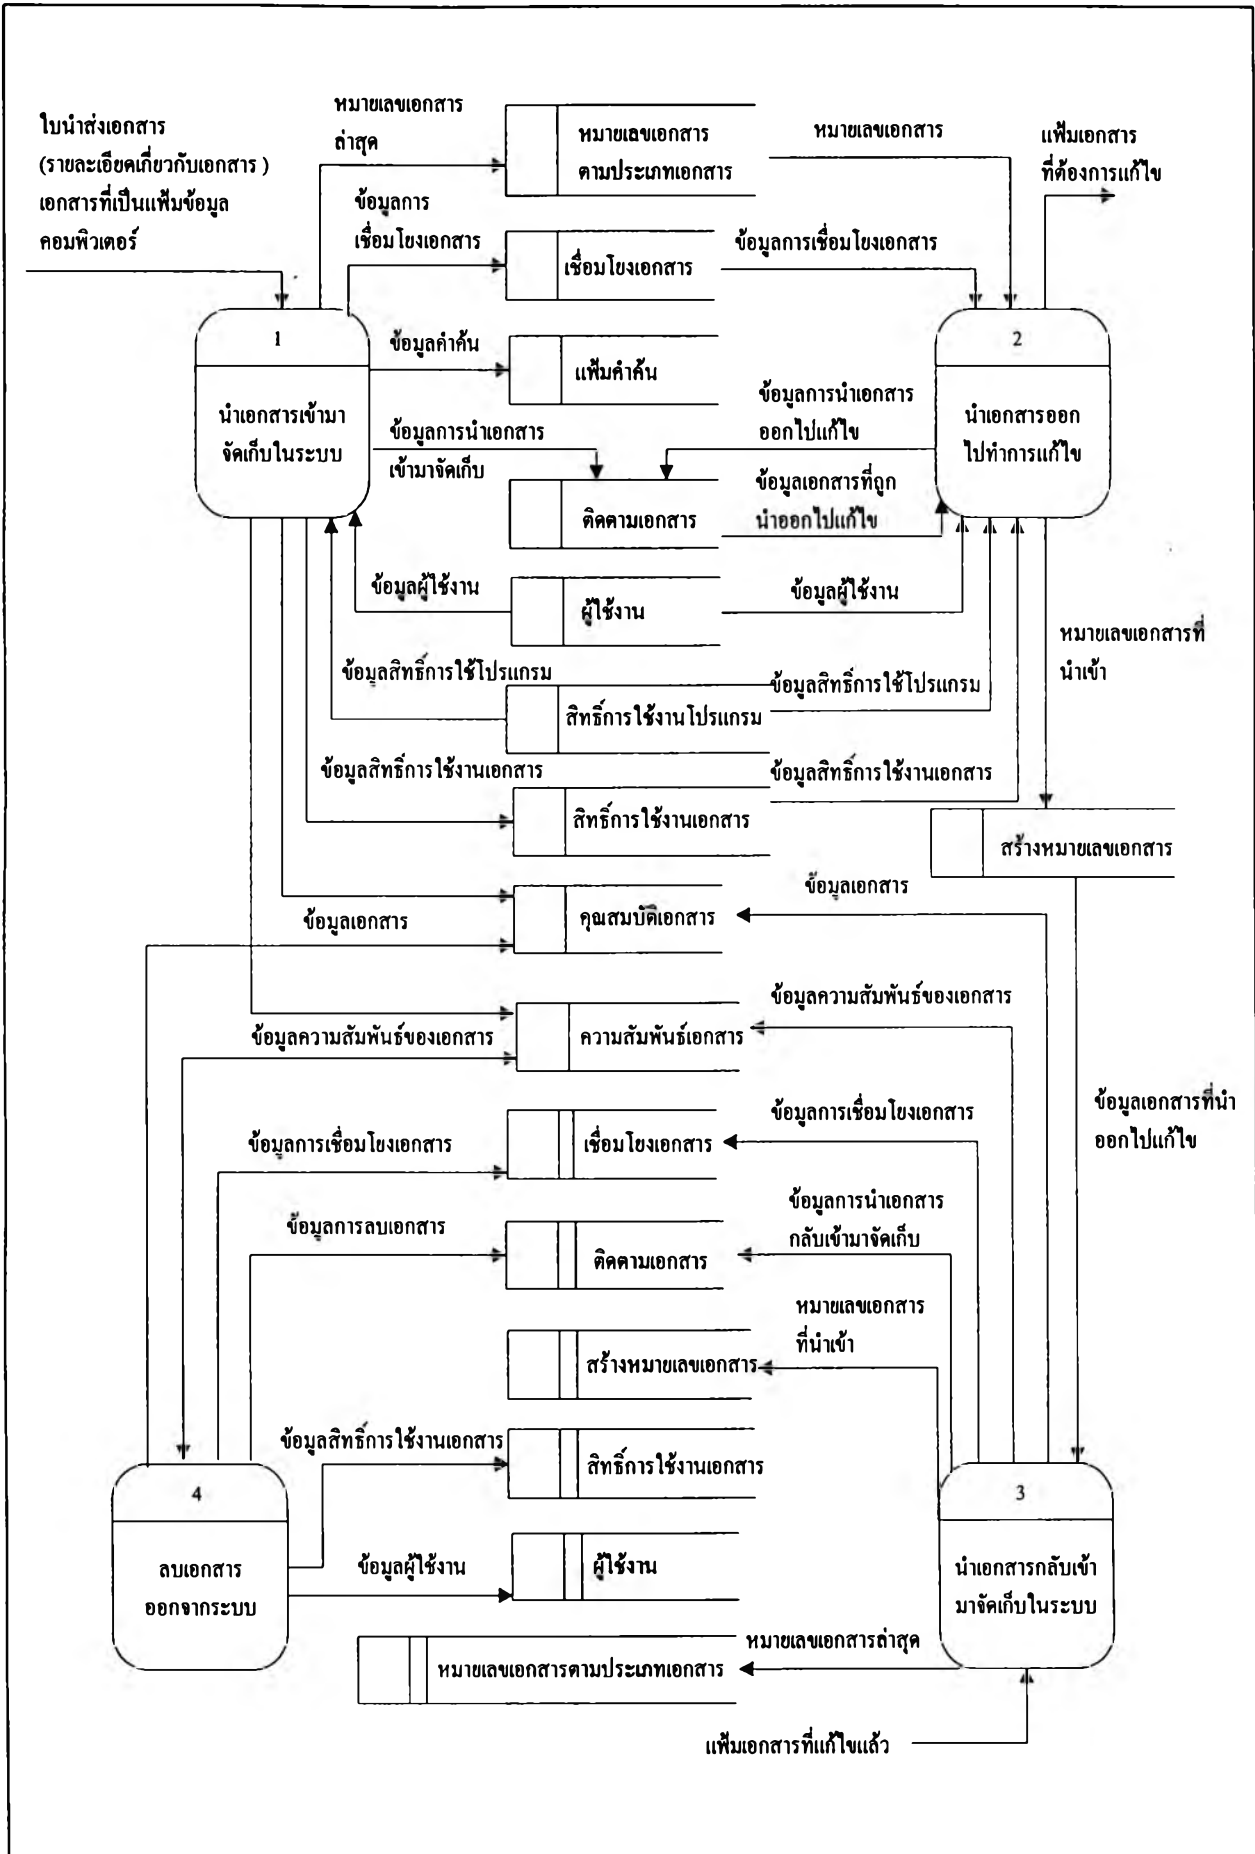 ใบนำส่งเอกสาร
(รายละเอียดเกี่ยวกับเอกสาร )
เอกสารที่เป็นแฟ้มข้อมูล
คอมพิวเตอร์
หมายเลขเอกสาร
ล่าสุด
หมายเลขเอกสาร
ตามประเภทเอกสาร
หมายเลขเอกสาร
แฟ้มเอกสาร
ที่ต้องการแก้ไข
ข้อมูลการ
เชื่อมโยงเอกสาร
เชื่อมโยงเอกสาร
ข้อมูลการเชื่อมโยงเอกสาร
1
นำเอกสารเข้ามา
จัดเก็บในระบบ
ข้อมูลคำค้น
แฟ้มคำค้น
2
นำเอกสารออก
ไปทำการแก้ไข
ข้อมูลการนำเอกสาร
เข้ามาจัดเก็บ
ข้อมูลการนำเอกสาร
ออกไปแก้ไข
ติดตามเอกสาร
ข้อมูลเอกสารที่ถูก
นำออกไปแก้ไข
ข้อมูลผู้ใช้งาน
ผู้ใช้งาน
ข้อมูลผู้ใช้งาน
หมายเลขเอกสารที่
นำเข้า
ข้อมูลสิทธิ์การใช้โปรแกรม
สิทธิ์การใช้งานโปรแกรม
ข้อมูลสิทธิ์การใช้โปรแกรม
ข้อมูลสิทธิ์การใช้งานเอกสาร
สิทธิ์การใช้งานเอกสาร
ข้อมูลสิทธิ์การใช้งานเอกสาร
สร้างหมายเลขเอกสาร
ข้อมูลเอกสาร
คุณสมบัติเอกสาร
ข้อมูลเอกสาร
ข้อมูลความสัมพันธ์ของเอกสาร
ความสัมพันธ์เอกสาร
ข้อมูลความสัมพันธ์ของเอกสาร
ข้อมูลเอกสารที่นำ
ออกไปแก้ไข
ข้อมูลการเชื่อมโยงเอกสาร
เชื่อมโยงเอกสาร
ข้อมูลการเชื่อมโยงเอกสาร
ข้อมูลการลบเอกสาร
ติดตามเอกสาร
ข้อมูลการนำเอกสาร
กลับเข้ามาจัดเก็บ
สร้างหมายเลขเอกสาร
หมายเลขเอกสาร
ที่นำเข้า
ข้อมูลสิทธิ์การใช้งานเอกสาร
สิทธิ์การใช้งานเอกสาร
4
ลบเอกสาร
ออกจากระบบ
ข้อมูลผู้ใช้งาน
ผู้ใช้งาน
3
นำเอกสารกลับเข้า
มาจัดเก็บในระบบ
หมายเลขเอกสารตามประเภทเอกสาร
หมายเลขเอกสารล่าสุด
แฟ้มเอกสารที่แก้ไขแล้ว